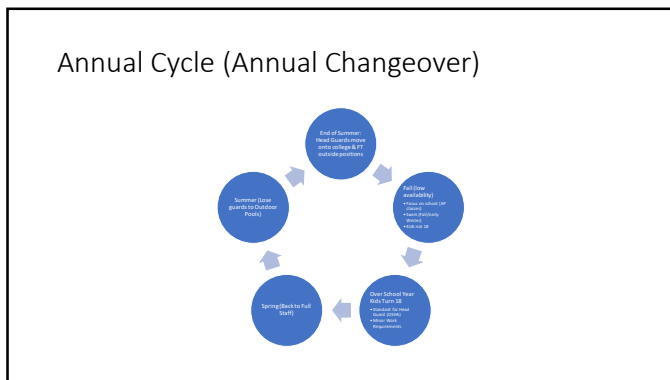 Annual Cycle (Annual Changeover)
End of Summer:
Head Guards move
onto college & FT
outside positions
Fall (low
availability)
• Focus on school (AP
classes)
• Swim (Fall/Early
Winter)
• Kids not 18
Over School Year
Kids Turn 18
• Standard for Head
Guard (OSHA)
• Minor Work
Requirements
Spring (Back to Full
Staff)
Summer (Lose
guards to Outdoor
Pools)